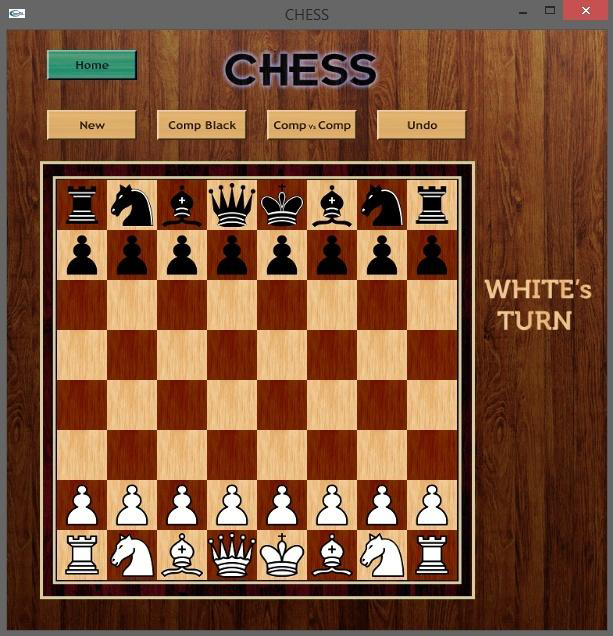 CHESS
Home
CHESS
New
Comp Black
Comp vs Comp
Undo
WHITE's
TURN